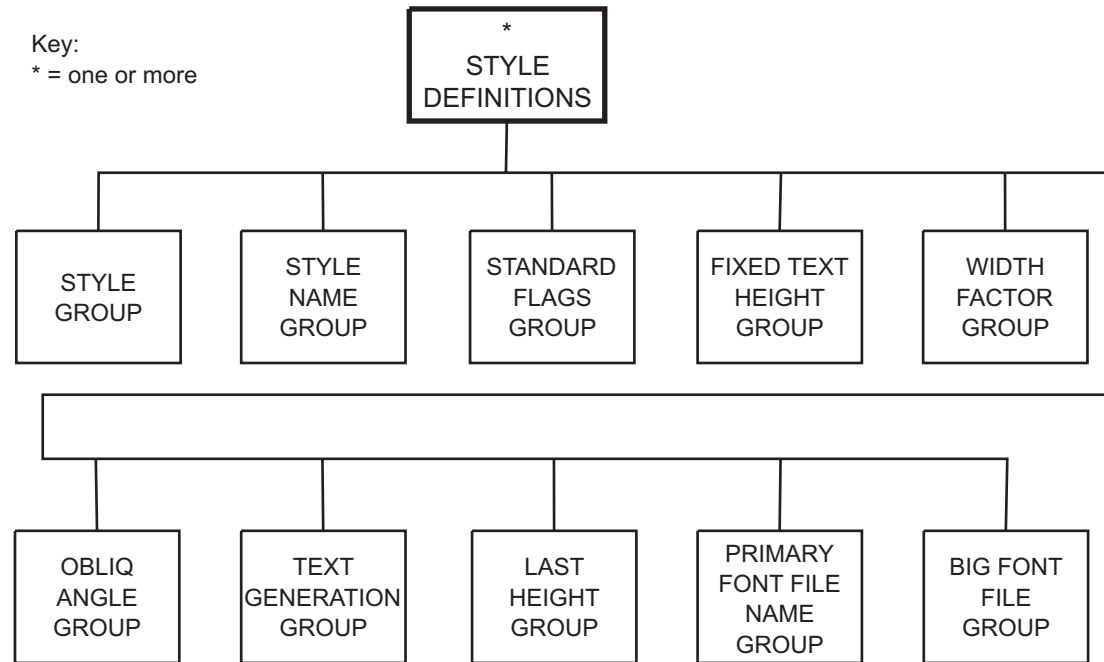 Key:
* = one or more
*
STYLE
DEFINITIONS
STYLE
GROUP
STYLE
NAME
GROUP
STANDARD
FLAGS
GROUP
FIXED TEXT
HEIGHT
GROUP
WIDTH
FACTOR
GROUP
OBLIQ
ANGLE
GROUP
TEXT
GENERATION
GROUP
LAST
HEIGHT
GROUP
PRIMARY
FONT FILE
NAME
GROUP
BIG FONT
FILE
GROUP